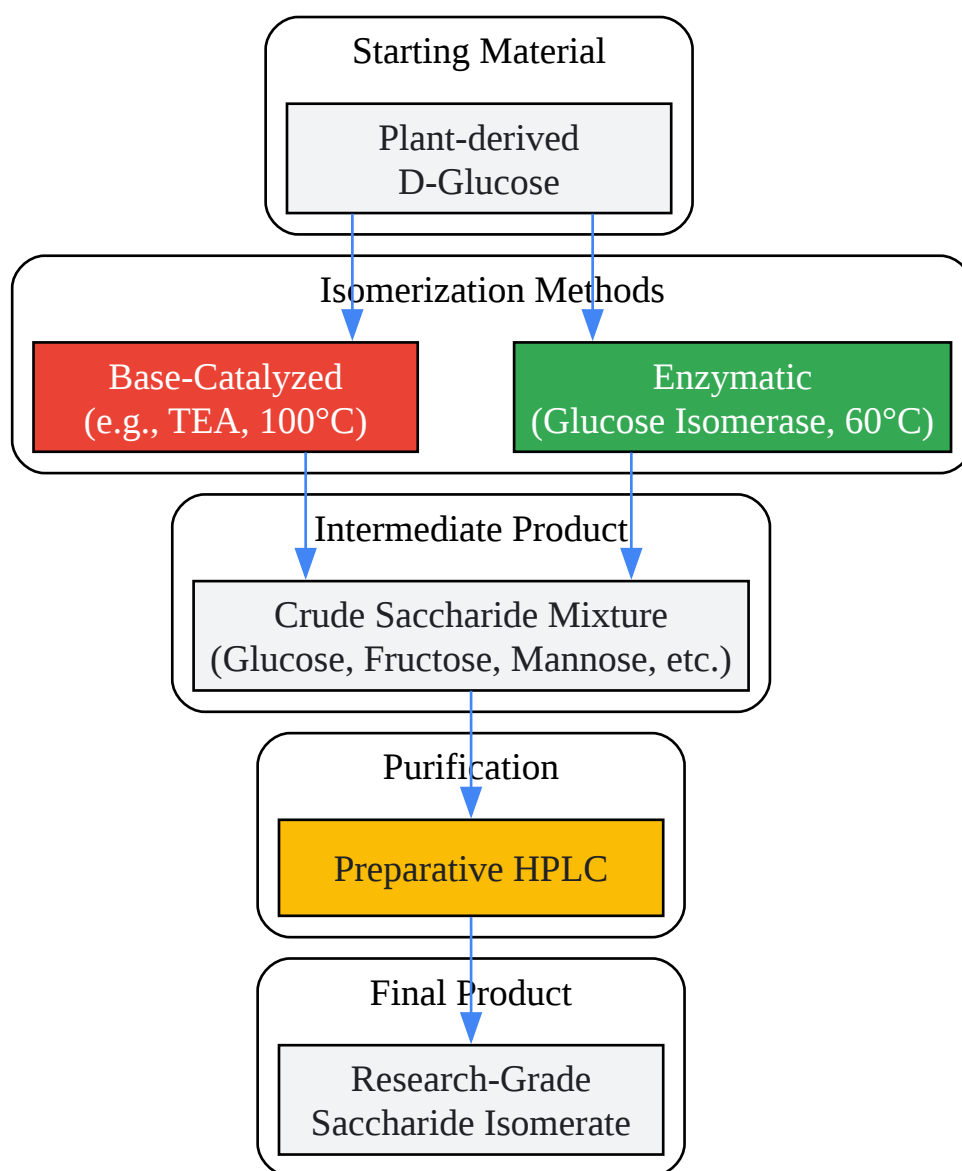 Starting Material
Plant-derived
D-Glucose
Isomerization Methods
Base-Catalyzed
(e.g., TEA, 100°C)
Enzymatic
(Glucose Isomerase, 60°C)
Intermediate Product
Crude Saccharide Mixture
(Glucose, Fructose, Mannose, etc.)
Purification
Preparative HPLC
Final Product
Research-Grade
Saccharide Isomerate